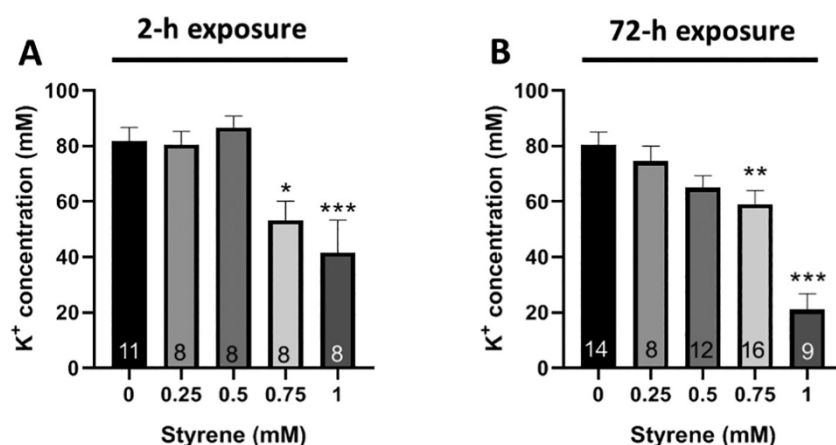 2-h exposure
A
K⁺ concentration (mM)
100
80
60
40
20
0
*
***
11
8
8
8
8
0 0.25 0.5 0.75 1
Styrene (mM)
72-h exposure
B
K⁺ concentration (mM)
100
80
60
40
20
0
**
***
14
8
12
16
9
0 0.25 0.5 0.75 1
Styrene (mM)